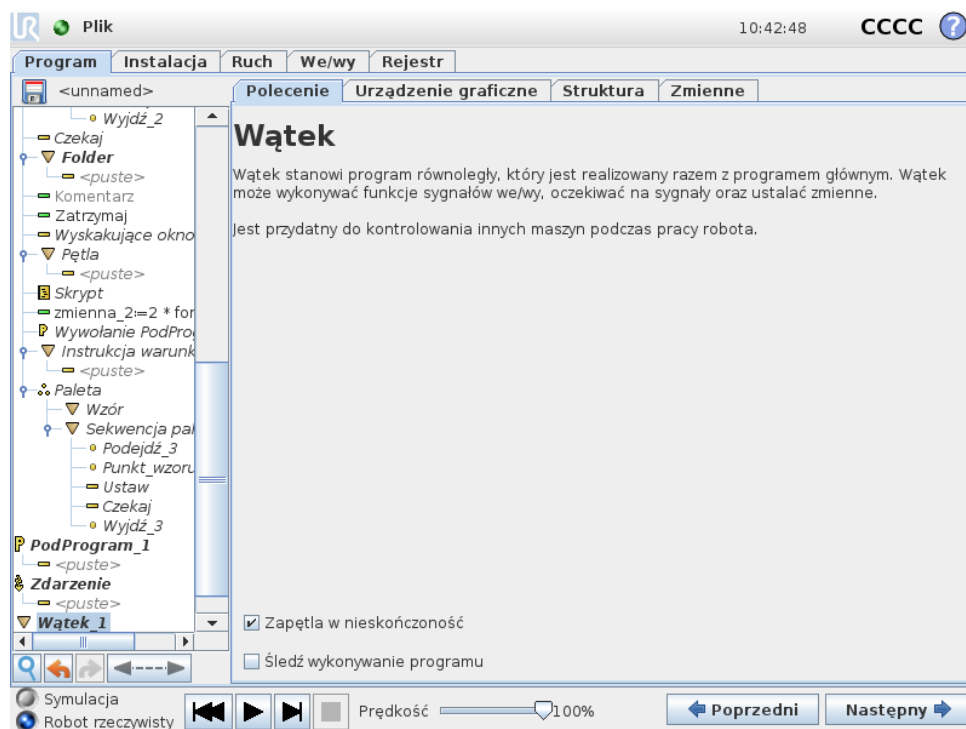 UR Plik 10:42:48 CCCC ?
Program Instalacja Ruch We/wy Rejestr
<unnamed> Polecenie Urządzenie graficzne Struktura Zmienne
Wyjdź_2
Czekaj
Folder
<puste>
Komentarz
Zatrzymaj
Wyskakujące okno
Pętla
<puste>
Skrypt
zmienna_2:=2 * for
Wywołanie PodPro
Instrukcja warunk
<puste>
Paleta
Wzór
Sekwencja pal
Podejdź_3
Punkt_wzoru
Ustaw
Czekaj
Wyjdź_3
P PodProgram_1
<puste>
Zdarzenie
<puste>
Wątek_1
Wątek
Wątek stanowi program równoległy, który jest realizowany razem z programem głównym. Wątek
może wykonywać funkcje sygnałów we/wy, oczekiwać na sygnały oraz ustalać zmienne.
Jest przydatny do kontrolowania innych maszyn podczas pracy robota.
Zapętla w nieskończoność
Śledź wykonywanie programu
Symulacja
Robot rzeczywisty
Prędkość 100%
Poprzedni Następny